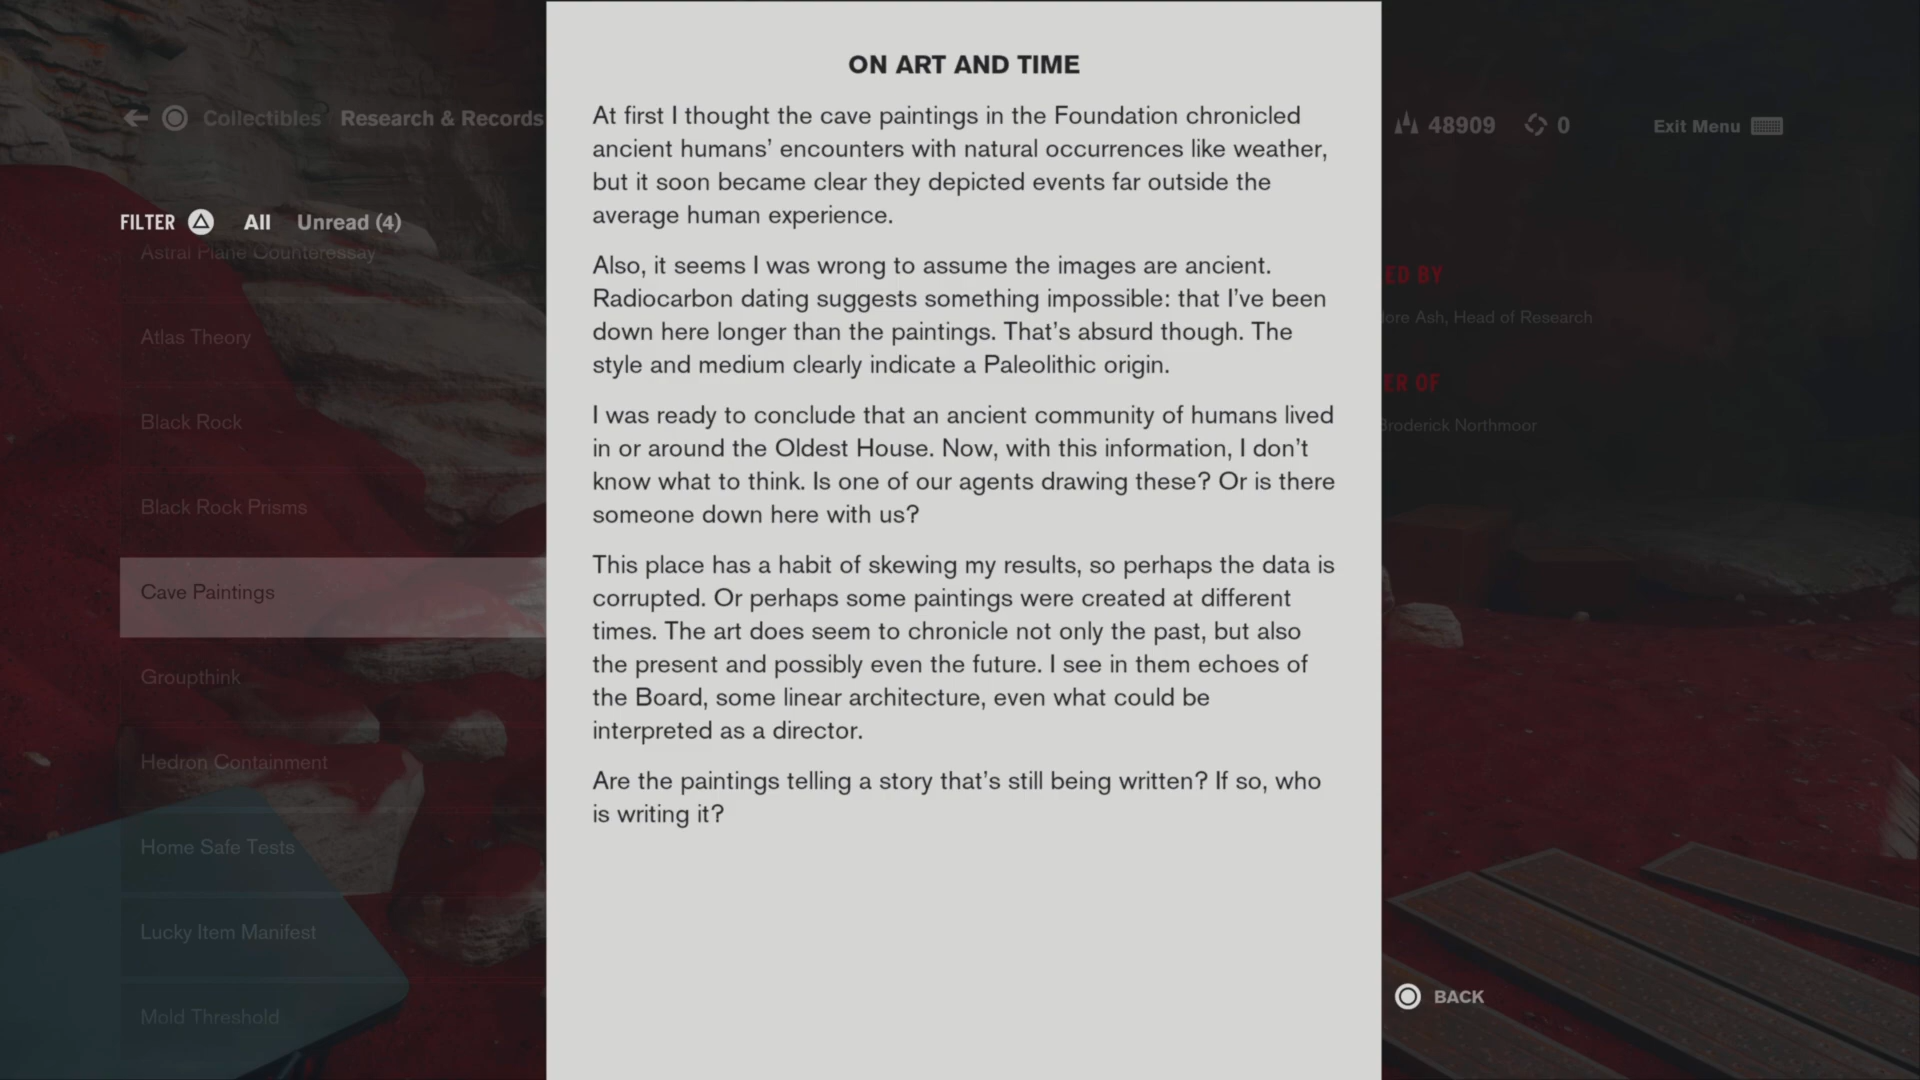 ON ART AND TIME
At first I thought the cave paintings in the Foundation chronicled
ancient humans’ encounters with natural occurrences like weather,
but it soon became clear they depicted events far outside the
average human experience.
Also, it seems I was wrong to assume the images are ancient.
Radiocarbon dating suggests something impossible: that I’ve been
down here longer than the paintings. That’s absurd though. The
style and medium clearly indicate a Paleolithic origin.
I was ready to conclude that an ancient community of humans lived
in or around the Oldest House. Now, with this information, I don’t
know what to think. Is one of our agents drawing these? Or is there
someone down here with us?
This place has a habit of skewing my results, so perhaps the data is
corrupted. Or perhaps some paintings were created at different
times. The art does seem to chronicle not only the past, but also
the present and possibly even the future. I see in them echoes of
the Board, some linear architecture, even what could be
interpreted as a director.
Are the paintings telling a story that’s still being written? If so, who
is writing it?
Collectibles Research & Records
FILTER All Unread (4)
Astral Plane Counteressay
Atlas Theory
Black Rock
Black Rock Prisms
Cave Paintings
Groupthink
Hedron Containment
Home Safe Tests
Lucky Item Manifest
Mold Threshold
48909 0 Exit Menu
ED BY
ore Ash, Head of Research
ER OF
Broderick Northmoor
BACK